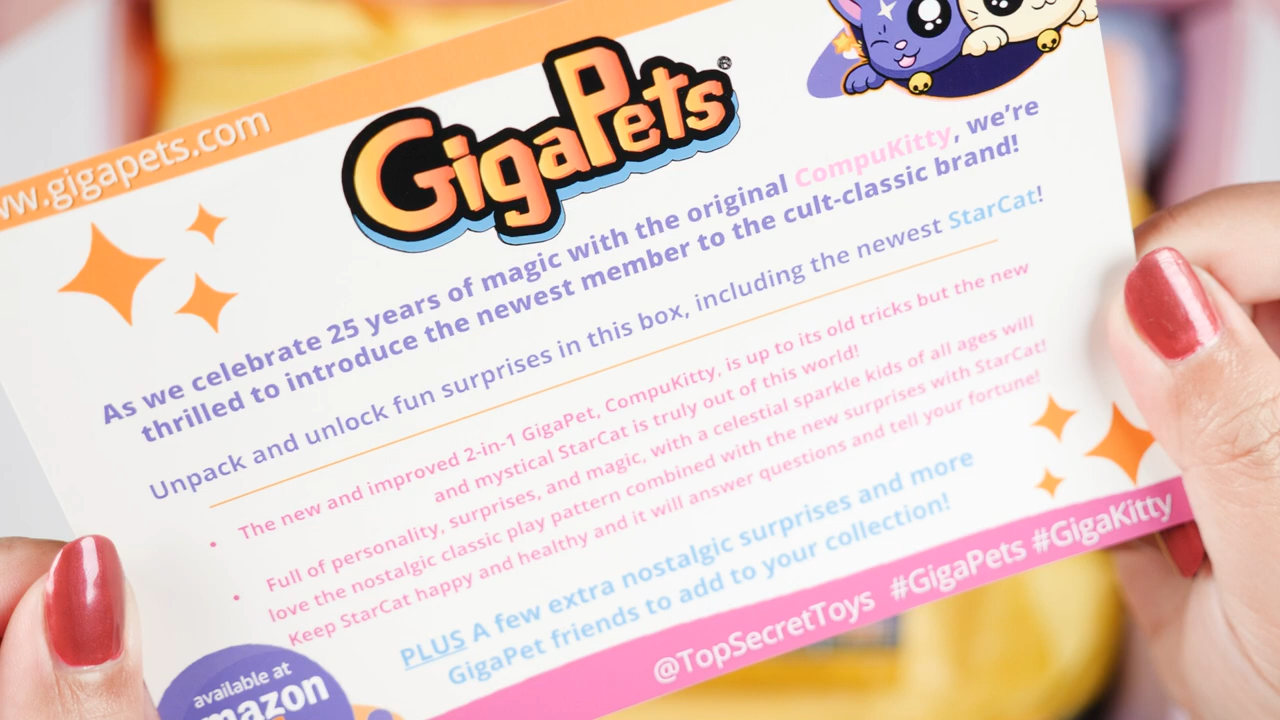 www.gigapets.com
GigaPets
As we celebrate 25 years of magic with the original CompuKitty, we’re
thrilled to introduce the newest member to the cult-classic brand!
Unpack and unlock fun surprises in this box, including the newest StarCat!
• The new and improved 2-in-1 GigaPet, CompuKitty, is up to its old tricks but the new
and mystical StarCat is truly out of this world!
• Full of personality, surprises, and magic, with a celestial sparkle kids of all ages will
love the nostalgic classic play pattern combined with the new surprises with StarCat!
Keep StarCat happy and healthy and it will answer questions and tell your fortune!
PLUS A few extra nostalgic surprises and more
GigaPet friends to add to your collection!
@TopSecretToys #GigaPets #GigaKitty
available at
amazon